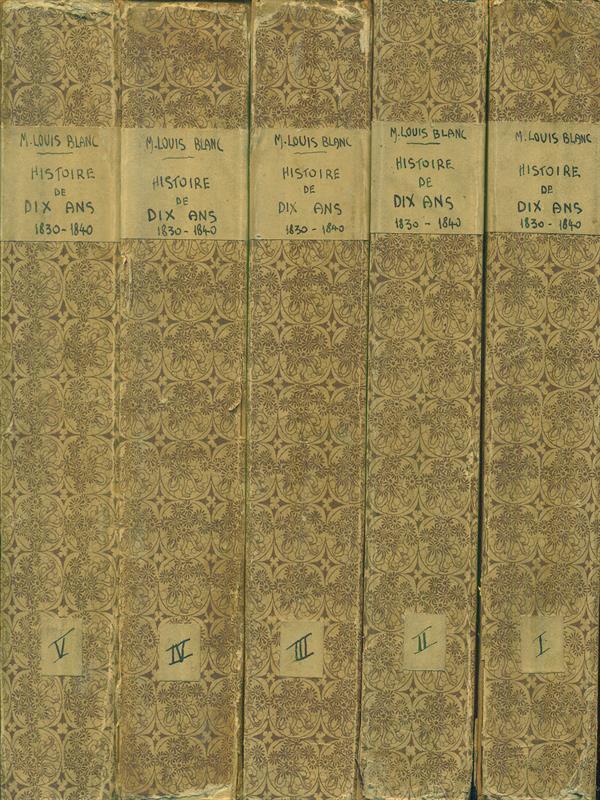 M. LOUIS BLANC
HISTOIRE
DE
DIX ANS
1830-1840
V
M. LOUIS BLANC
HISTOIRE
DE
DIX ANS
1830-1840
IV
M. LOUIS BLANC
HISTOIRE
DE
DIX ANS
1830-1840
III
M. LOUIS BLANC
HISTOIRE
DE
DIX ANS
1830-1840
II
M. LOUIS BLANC
HISTOIRE
DE
DIX ANS
1830-1840
I